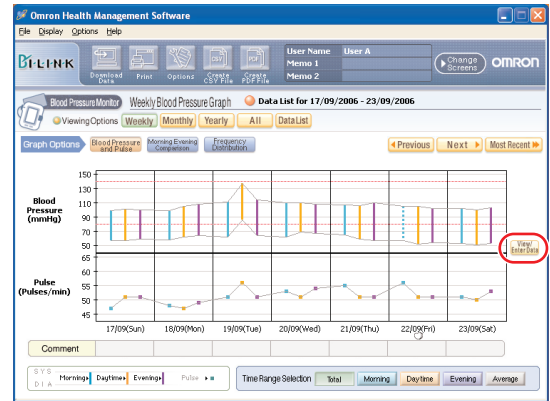 Omron Health Management Software
File Display Options Help
Bi-LINK
Download Data
Print
Options
Create CSV File
Create PDF File
User Name User A
Memo 1
Memo 2
Change Screens
OMRON
Blood Pressure Monitor
Weekly Blood Pressure Graph
Data List for 17/09/2006 - 23/09/2006
Viewing Options
Weekly
Monthly
Yearly
All
Data List
Graph Options
Blood Pressure and Pulse
Morning Evening Comparison
Frequency Distribution
Previous
Next
Most Recent
Blood Pressure (mmHg)
150
130
110
90
70
50
View/ Enter Data
Pulse (Pulses/min)
65
60
55
50
45
17/09(Sun) 18/09(Mon) 19/09(Tue) 20/09(Wed) 21/09(Thu) 22/09(Fri) 23/09(Sat)
Comment
SYS
DIA
Morning
Daytime
Evening
Pulse
Time Range Selection
Total
Morning
Daytime
Evening
Average